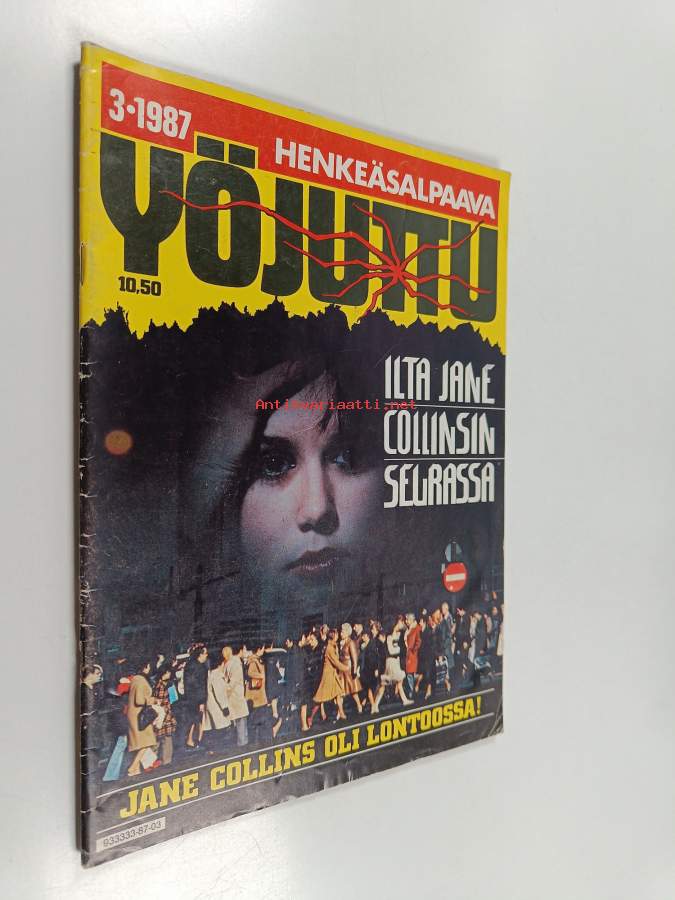 3•1987
HENKEÄSALPAAVA
YÖJUTTU
10,50
ILTA JANE
COLLINSIN
SEURASSA
Antikvariaatti.net
JANE COLLINS OLI LONTOOSSA!
933333-87-03